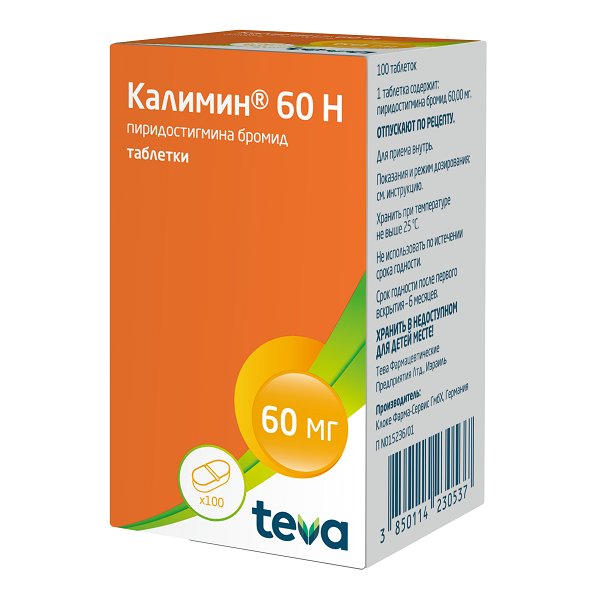 Калимин® 60 Н
пиридостигмина бромид
таблетки
60 мг
x100
teva
60 мг
100 таблеток
1 таблетка содержит:
пиридостигмина бромид 60,00 мг.
ОТПУСКАЮТ ПО РЕЦЕПТУ.
Для приема внутрь.
Показания и режим дозирования:
см. инструкцию.
Хранить при температуре
не выше 25 °С.
Не использовать по истечении
срока годности.
Срок годности после первого
вскрытия - 6 месяцев.
ХРАНИТЬ В НЕДОСТУПНОМ
ДЛЯ ДЕТЕЙ МЕСТЕ!
Тева Фармацевтические
Предприятия Лтд., Израиль
Производитель:
Клоке Фарма-Сервис ГмбХ, Германия
П N015236/01
3 850114 230537